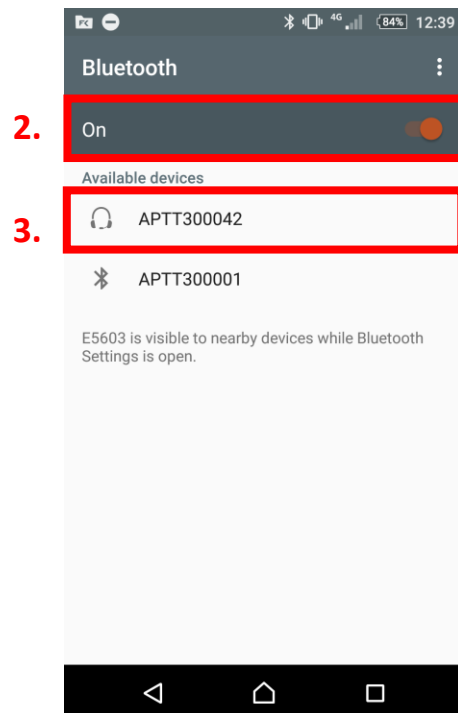 4G 84% 12:39
Bluetooth
2. On
Available devices
3. APTT300042
APTT300001
E5603 is visible to nearby devices while Bluetooth
Settings is open.